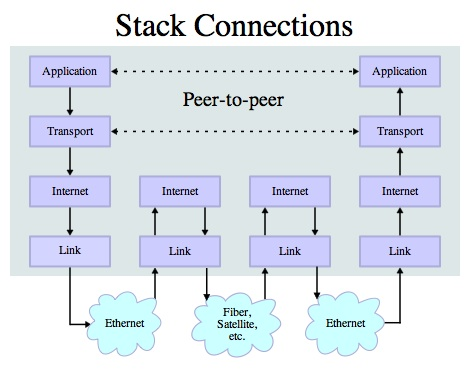 Stack Connections
Application
Application
Peer-to-peer
Transport
Transport
Internet
Internet
Internet
Internet
Link
Link
Link
Link
Ethernet
Fiber,
Satellite,
etc.
Ethernet